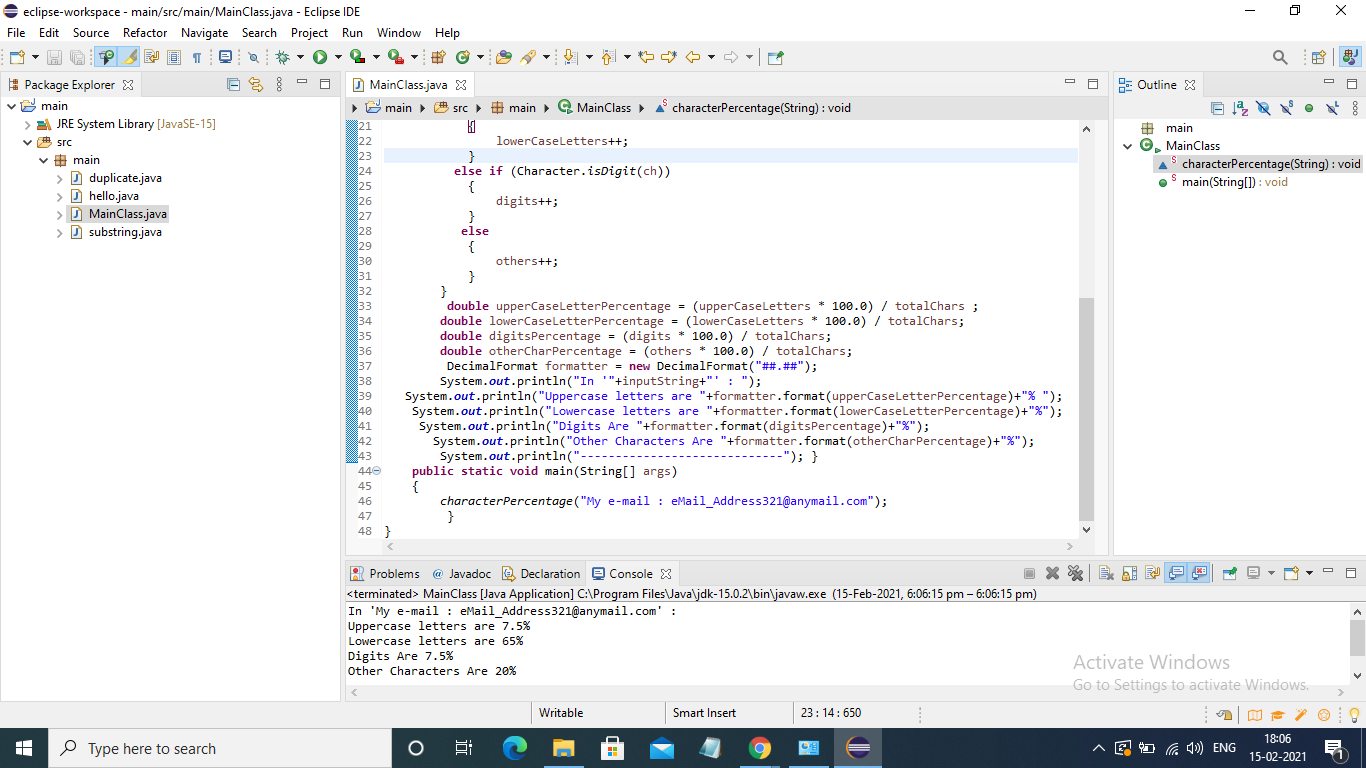 eclipse-workspace - main/src/main/MainClass.java - Eclipse IDE
File Edit Source Refactor Navigate Search Project Run Window Help
Package Explorer
main
JRE System Library [JavaSE-15]
src
main
duplicate.java
hello.java
MainClass.java
substring.java
MainClass.java
main src main MainClass characterPercentage(String) : void
21 {
22 lowerCaseLetters++;
23 }
24 else if (Character.isDigit(ch))
25 {
26 digits++;
27 }
28 else
29 {
30 others++;
31 }
32 }
33 double upperCaseLetterPercentage = (upperCaseLetters * 100.0) / totalChars ;
34 double lowerCaseLetterPercentage = (lowerCaseLetters * 100.0) / totalChars;
35 double digitsPercentage = (digits * 100.0) / totalChars;
36 double otherCharPercentage = (others * 100.0) / totalChars;
37 DecimalFormat formatter = new DecimalFormat("##.##");
38 System.out.println("In '"+inputString+"' : ");
39 System.out.println("Uppercase letters are "+formatter.format(upperCaseLetterPercentage)+"% ");
40 System.out.println("Lowercase letters are "+formatter.format(lowerCaseLetterPercentage)+"%");
41 System.out.println("Digits Are "+formatter.format(digitsPercentage)+"%");
42 System.out.println("Other Characters Are "+formatter.format(otherCharPercentage)+"%");
43 System.out.println("-----------------------------"); }
44 public static void main(String[] args)
45 {
46 characterPercentage("My e-mail : eMail_Address321@anymail.com");
47 }
48 }
Outline
main
MainClass
characterPercentage(String) : void
main(String[]) : void
Problems @ Javadoc Declaration Console
<terminated> MainClass [Java Application] C:\Program Files\Java\jdk-15.0.2\bin\javaw.exe (15-Feb-2021, 6:06:15 pm – 6:06:15 pm)
In 'My e-mail : eMail_Address321@anymail.com' :
Uppercase letters are 7.5%
Lowercase letters are 65%
Digits Are 7.5%
Other Characters Are 20%
Activate Windows
Go to Settings to activate Windows.
Writable Smart Insert 23 : 14 : 650
Type here to search
ENG
18:06
15-02-2021
1